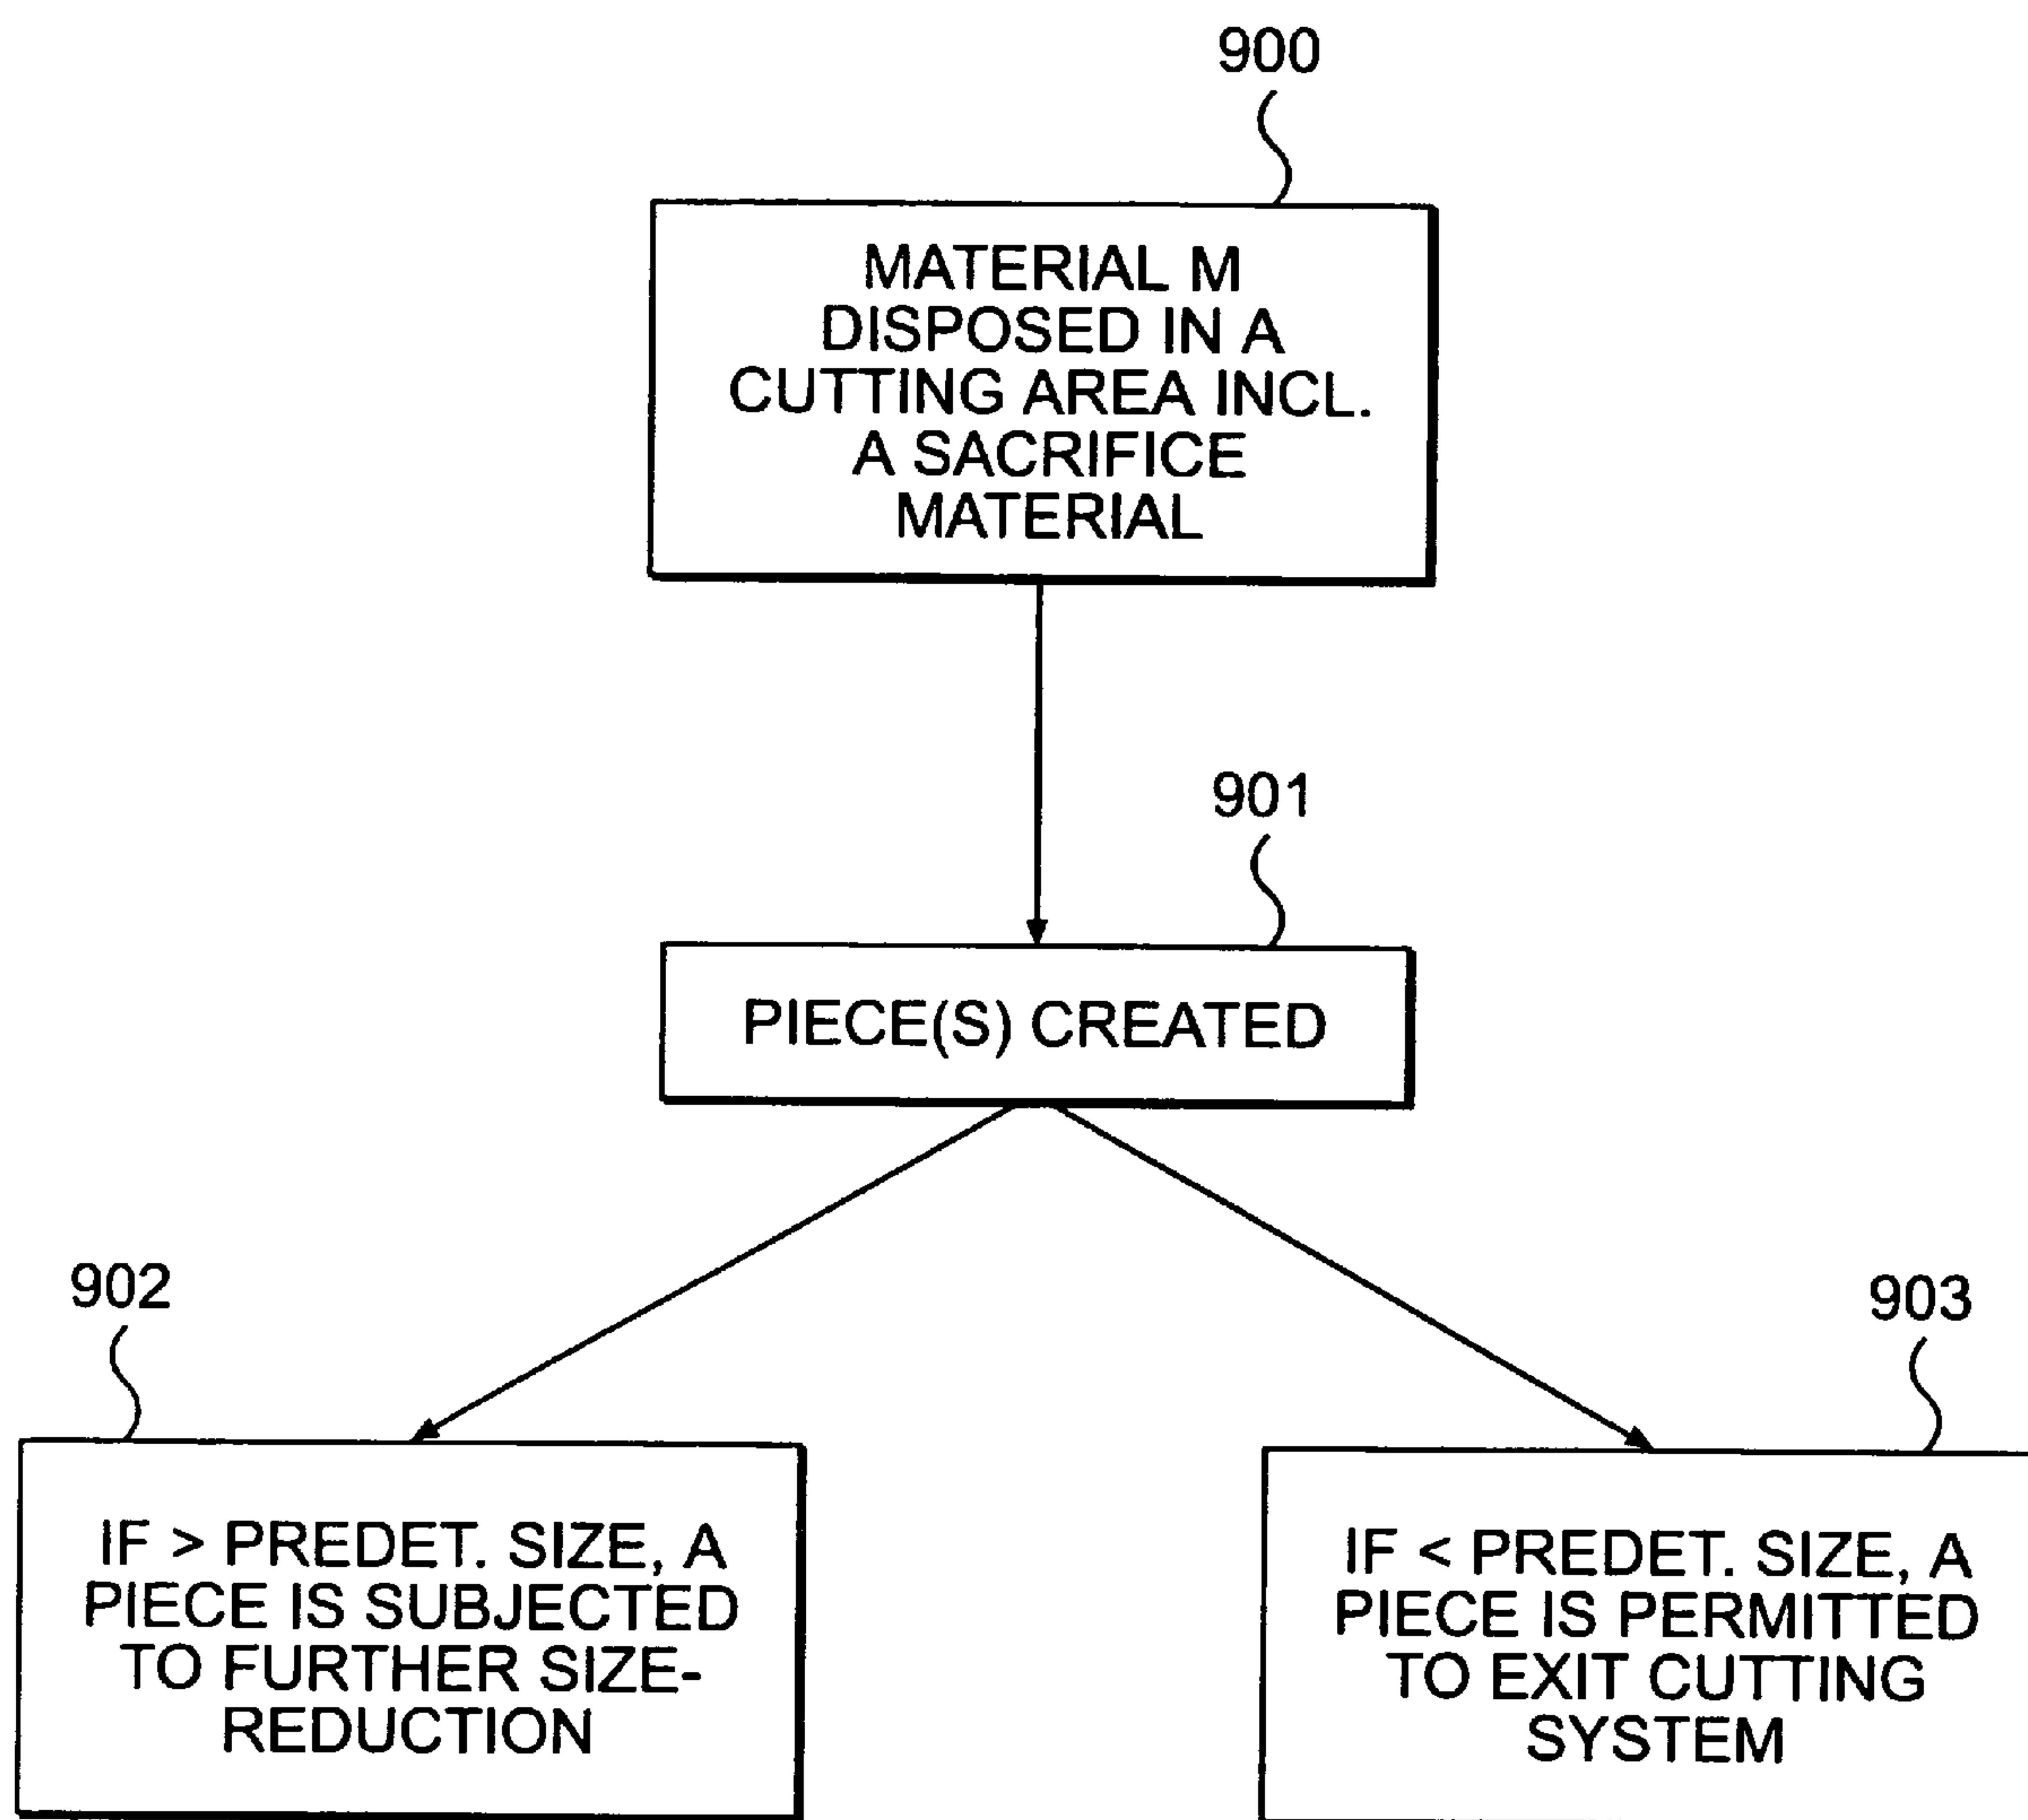 900
MATERIAL M
DISPOSED IN A
CUTTING AREA INCL.
A SACRIFICE
MATERIAL
901
PIECE(S) CREATED
902
IF > PREDET. SIZE, A
PIECE IS SUBJECTED
TO FURTHER SIZE-
REDUCTION
903
IF < PREDET. SIZE, A
PIECE IS PERMITTED
TO EXIT CUTTING
SYSTEM